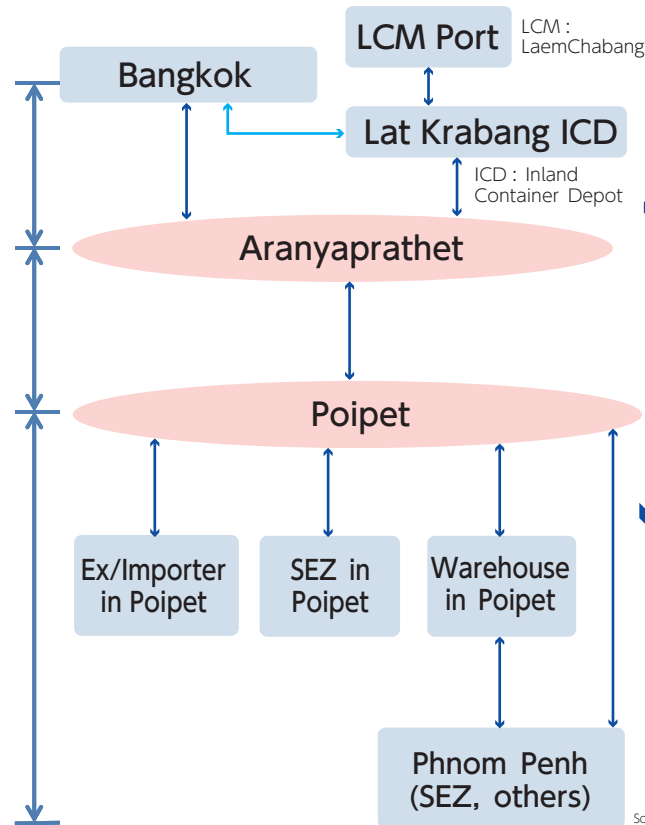 LCM Port
LCM :
LaemChabang
Bangkok
Lat Krabang ICD
ICD : Inland
Container Depot
Aranyaprathet
Poipet
Ex/Importer
in Poipet
SEZ in
Poipet
Warehouse
in Poipet
Phnom Penh
(SEZ, others)